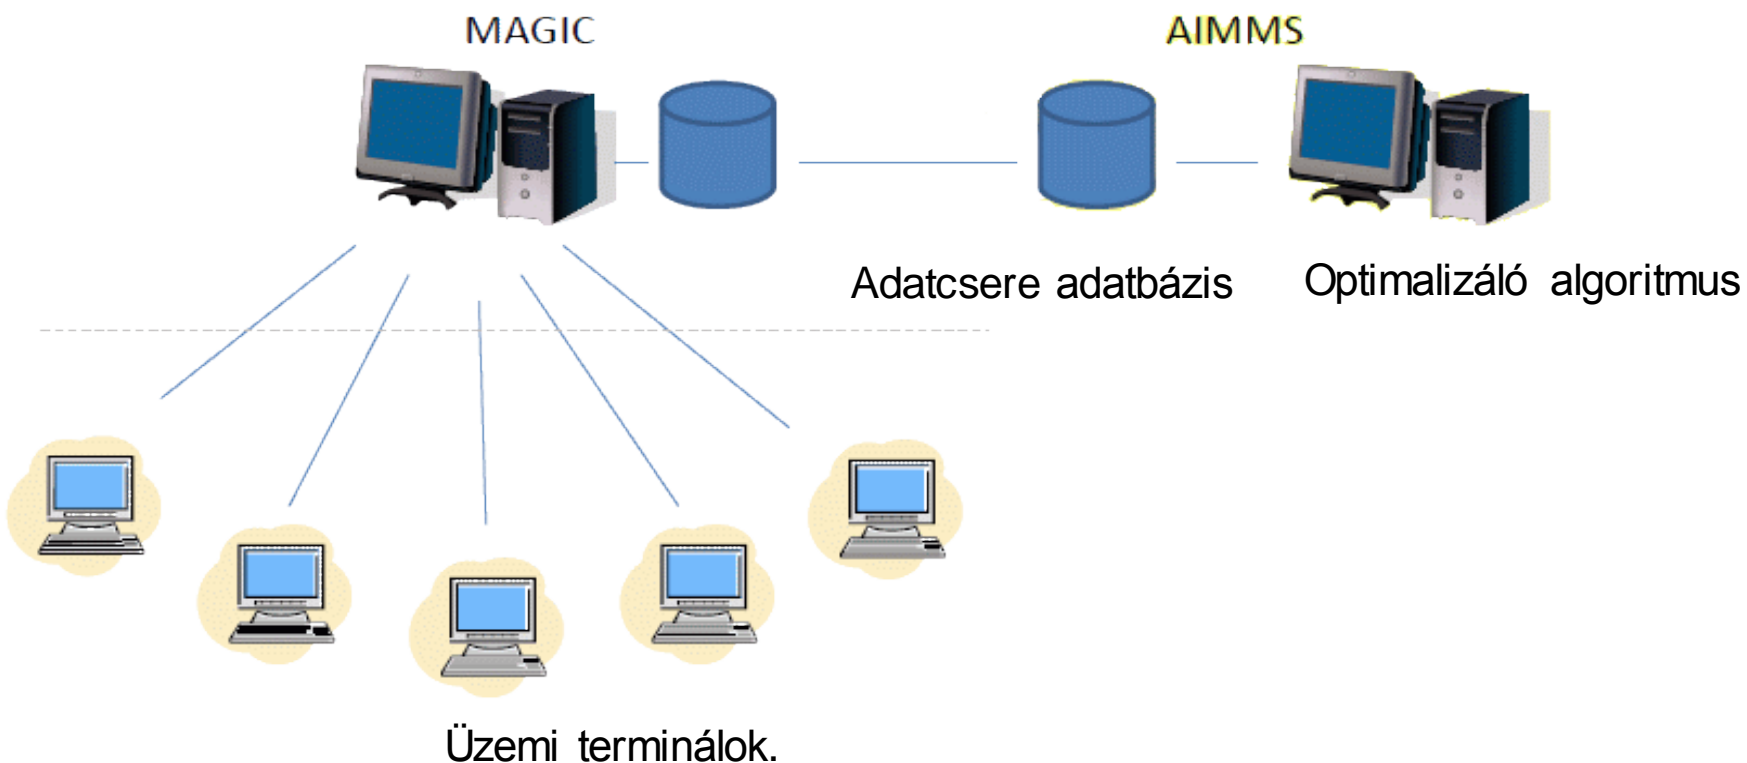 MAGIC
AIMMS
Adatcsere adatbázis
Optimalizáló algoritmus
Üzemi terminálok.